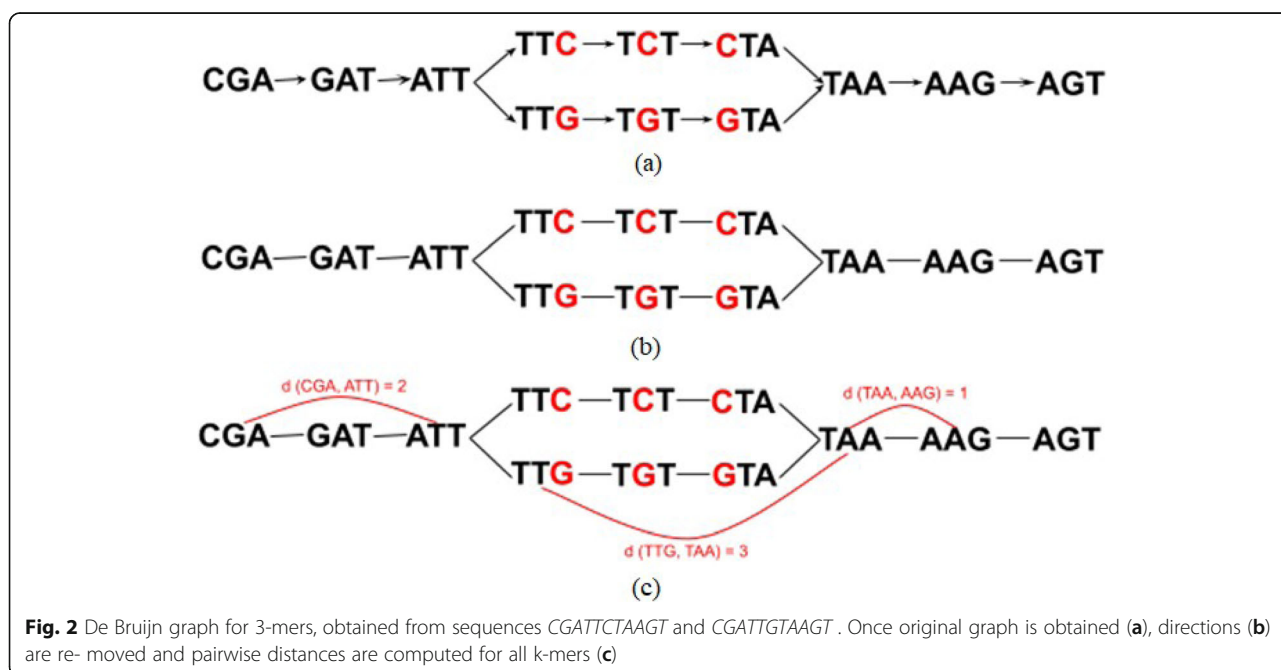 TTC TCT CTA
CGA GAT ATT TAA AAG AGT
TTG TGT GTA
(a)
TTC TCT CTA
CGA GAT ATT TAA AAG AGT
TTG TGT GTA
(b)
d (CGA, ATT) = 2 d (TAA, AAG) = 1
TTC TCT CTA
CGA GAT ATT TAA AAG AGT
TTG TGT GTA
d (TTG, TAA) = 3
(c)
Fig. 2 De Bruijn graph for 3-mers, obtained from sequences CGATTCTAAGT and CGATTGTAAGT . Once original graph is obtained (a), directions (b)
are re- moved and pairwise distances are computed for all k-mers (c)